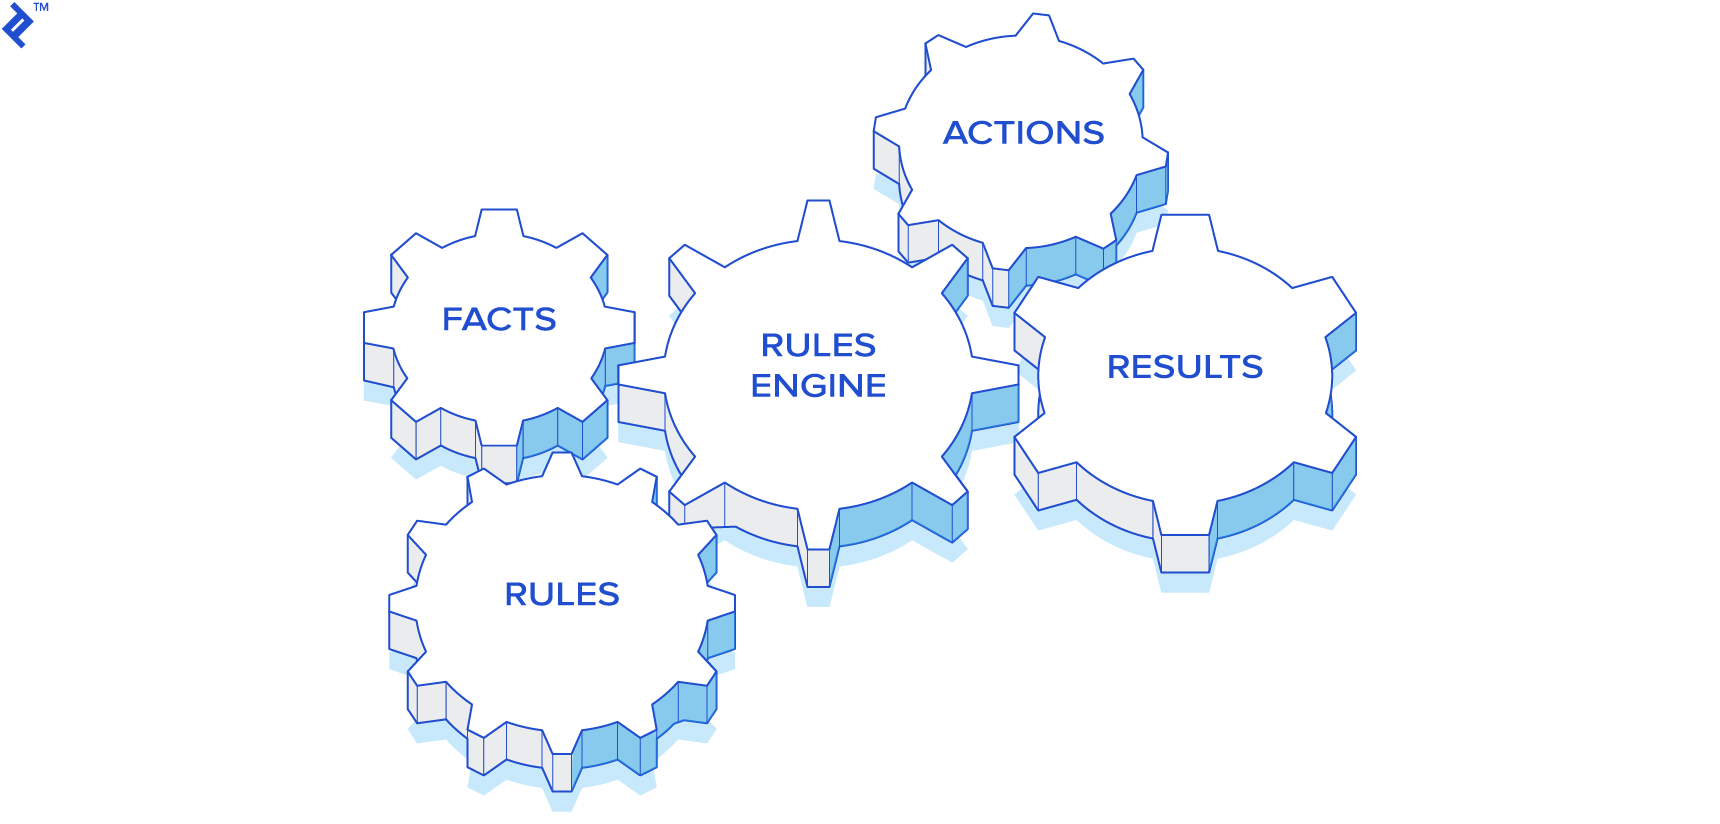 TM
ACTIONS
FACTS
RULES
ENGINE
RESULTS
RULES